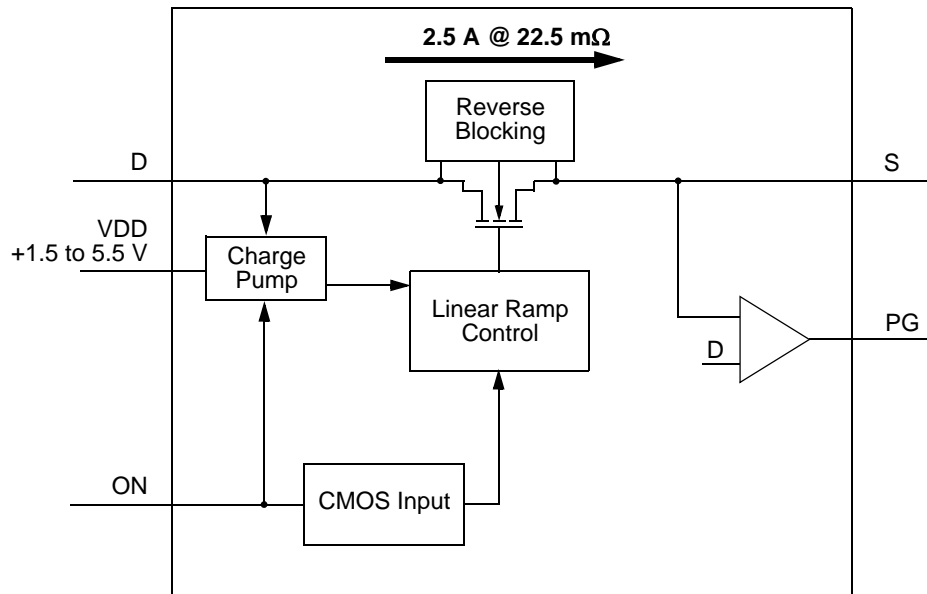 2.5 A @ 22.5 mΩ
Reverse
Blocking
D
S
VDD
+1.5 to 5.5 V
Charge
Pump
Linear Ramp
Control
D
PG
ON
CMOS Input